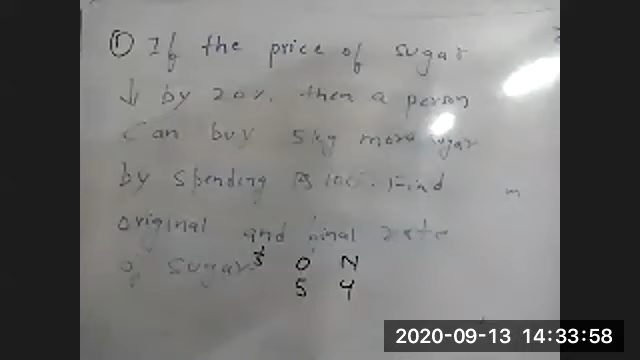 ① If the price of sugar
↓ by 20%. then a person
Can buy 5kg more sugar
by spending Rs 100. Find
original and final rate
of sugar?
O N
5 4
2020-09-13 14:33:58